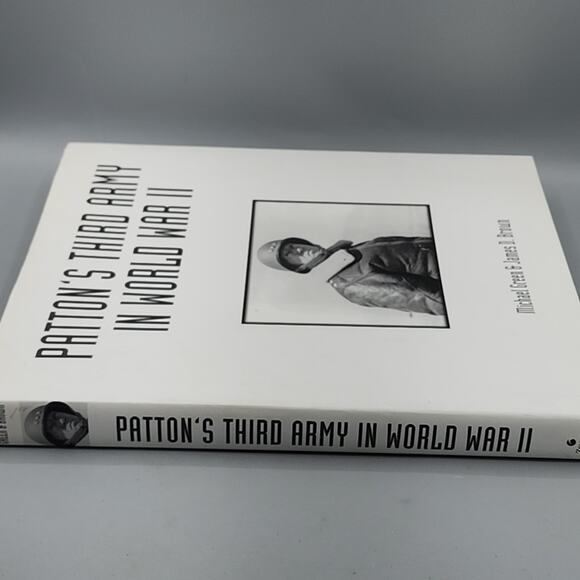 PATTON'S THIRD ARMY
IN WORLD WAR II
Michael Green & James D. Brown
PATTON'S THIRD ARMY IN WORLD WAR II